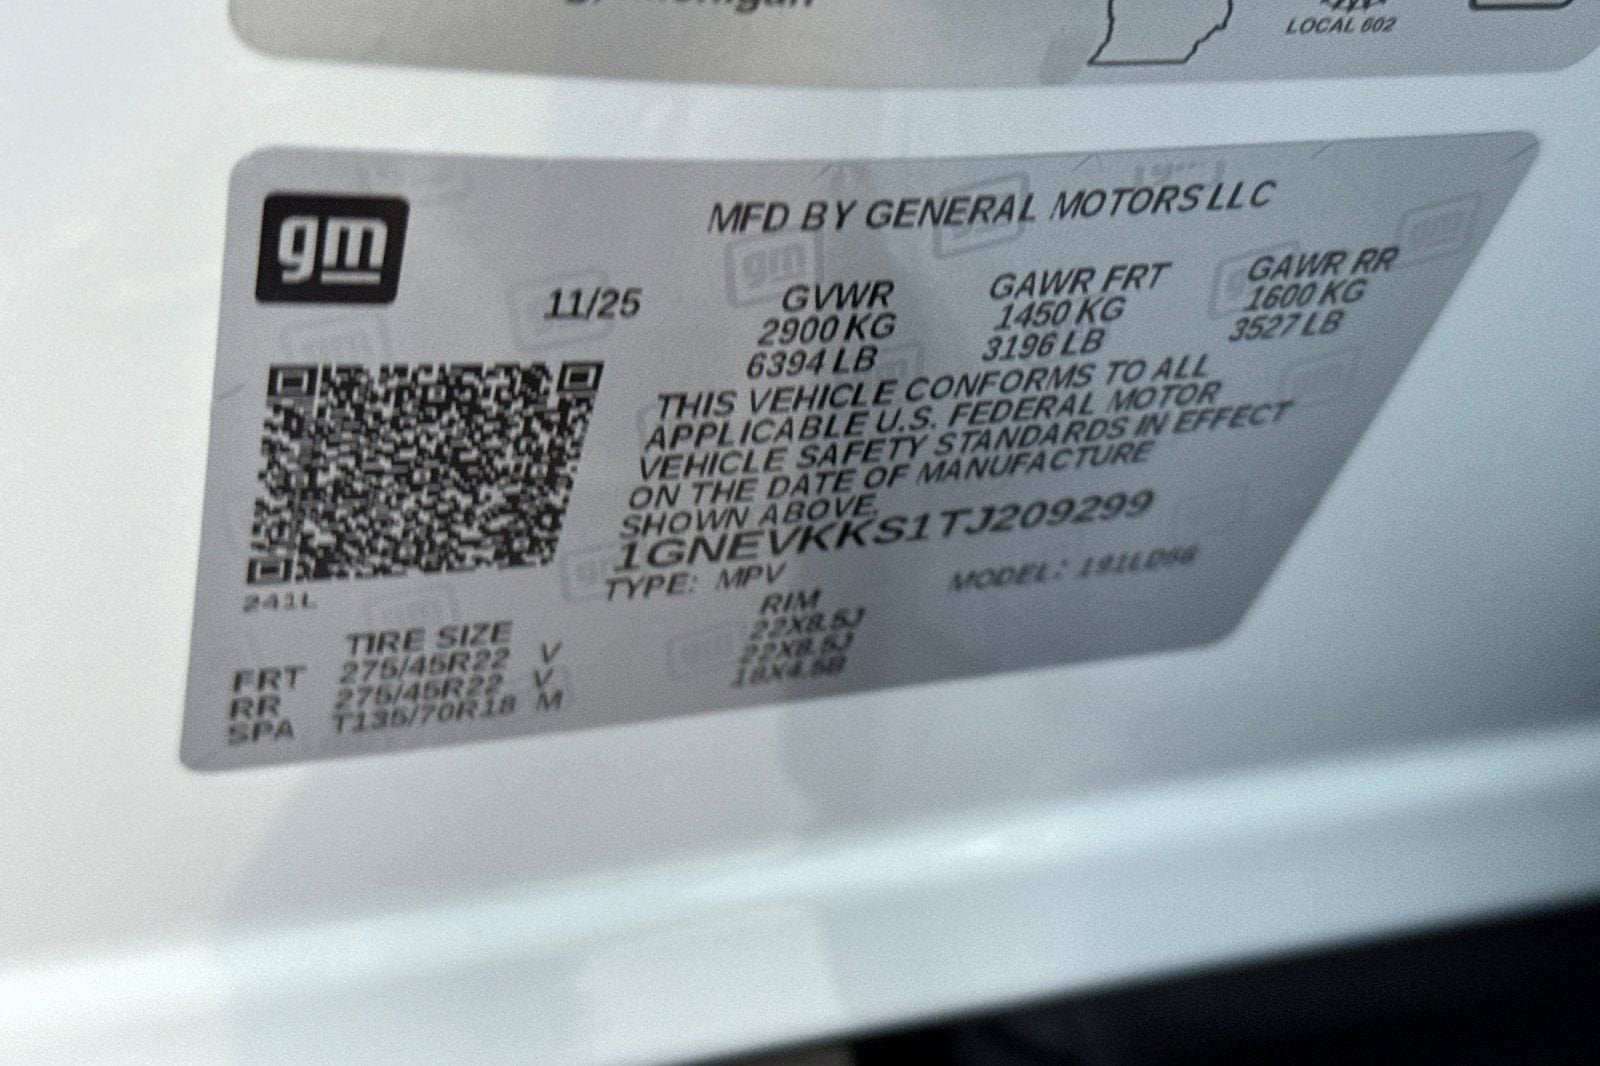 LOCAL 602
gm
MFD BY GENERAL MOTORS LLC
11/25
GVWR GAWR FRT GAWR RR
2900 KG 1450 KG 1600 KG
6394 LB 3196 LB 3527 LB
THIS VEHICLE CONFORMS TO ALL
APPLICABLE U.S. FEDERAL MOTOR
VEHICLE SAFETY STANDARDS IN EFFECT
ON THE DATE OF MANUFACTURE
SHOWN ABOVE.
1GNEVKKS1TJ209299
TYPE: MPV MODEL: 191LD56
241L
TIRE SIZE RIM
FRT 275/45R22 V 22X8.5J
RR 275/45R22 V 22X8.5J
SPA T135/70R18 M 18X4.5B